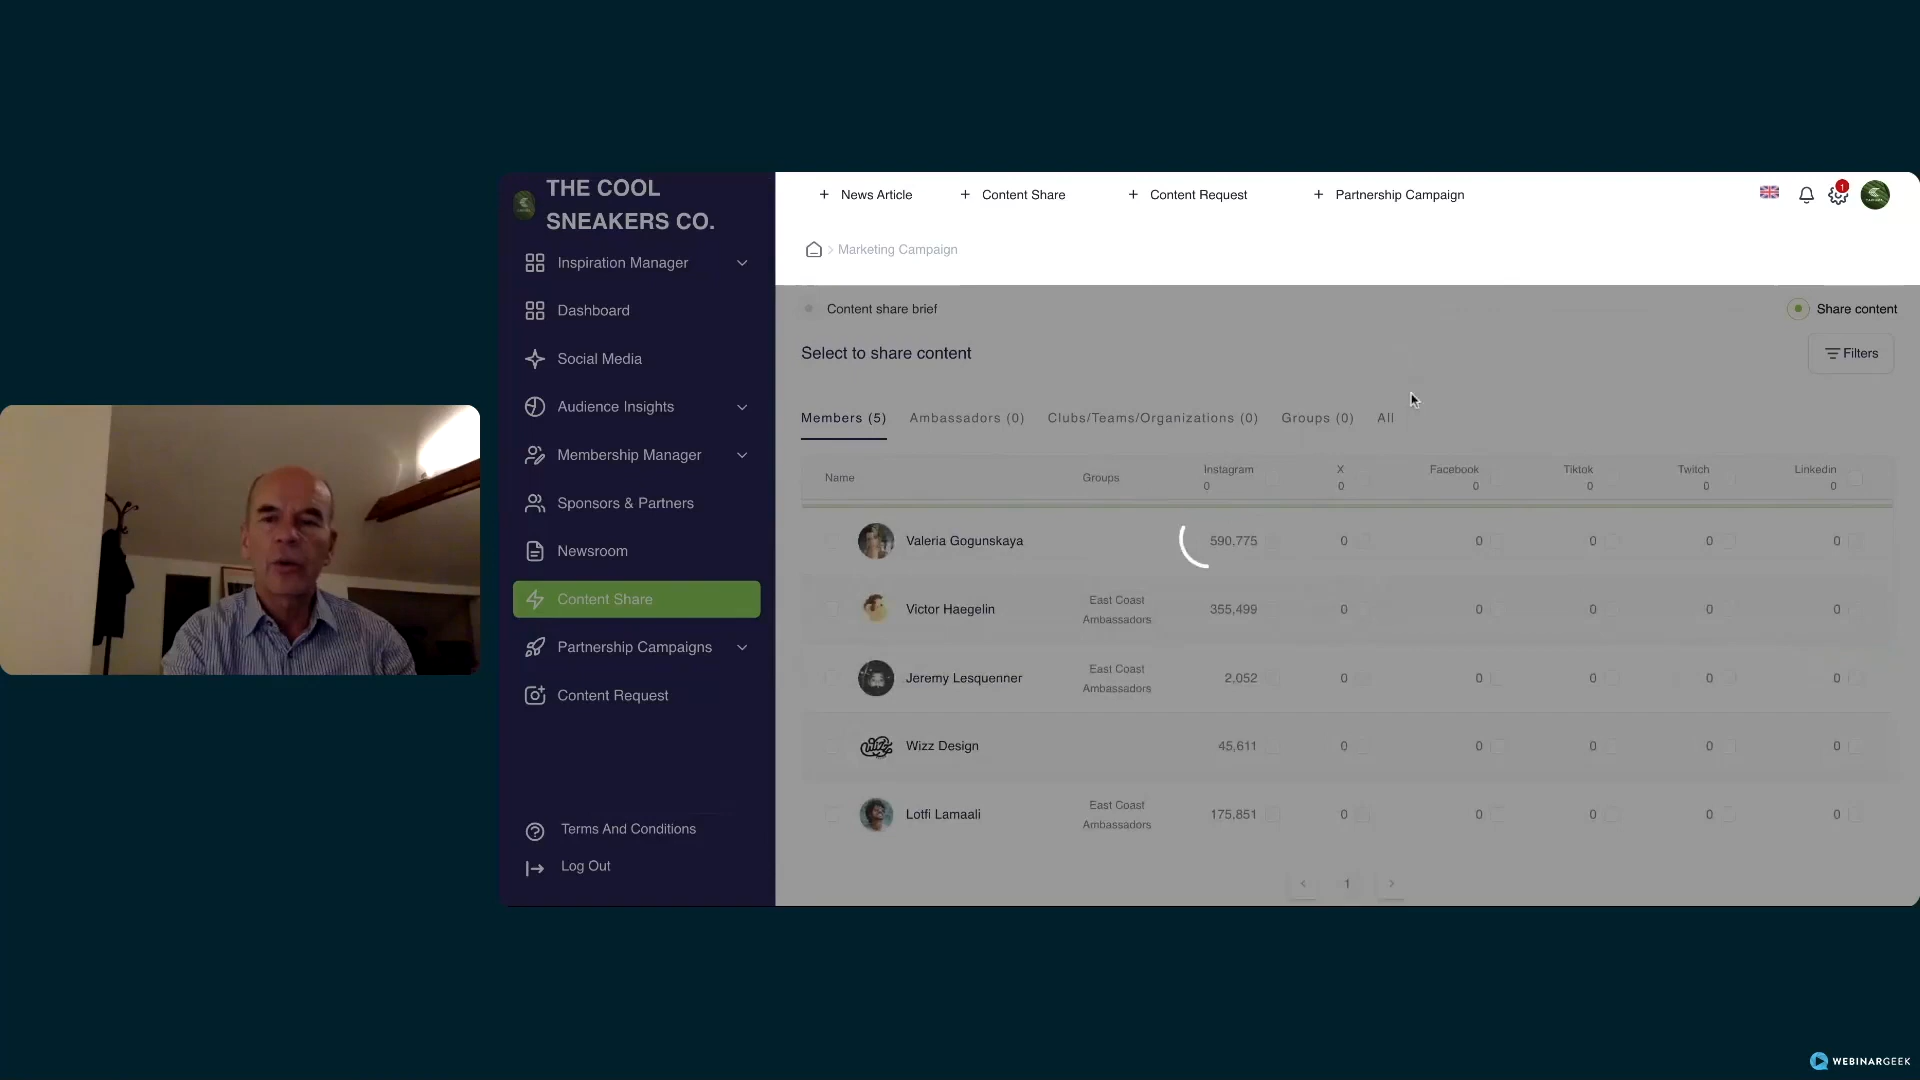 THE COOL
SNEAKERS CO.
Inspiration Manager
Dashboard
Social Media
Audience Insights
Membership Manager
Sponsors & Partners
Newsroom
Content Share
Partnership Campaigns
Content Request
Terms And Conditions
Log Out
+ News Article + Content Share + Content Request + Partnership Campaign 1
> Marketing Campaign
Content share brief Share content
Select to share content Filters
Members (5) Ambassadors (0) Clubs/Teams/Organizations (0) Groups (0) All
Name Groups Instagram X Facebook Tiktok Twitch Linkedin
0 0 0 0 0 0
Valeria Gogunskaya 590,775 0 0 0 0 0
Victor Haegelin East Coast Ambassadors 355,499 0 0 0 0 0
Jeremy Lesquenner East Coast Ambassadors 2,052 0 0 0 0 0
Wizz Design 45,611 0 0 0 0 0
Lotfi Lamaali East Coast Ambassadors 175,851 0 0 0 0 0
< 1 >
WEBINARGEEK